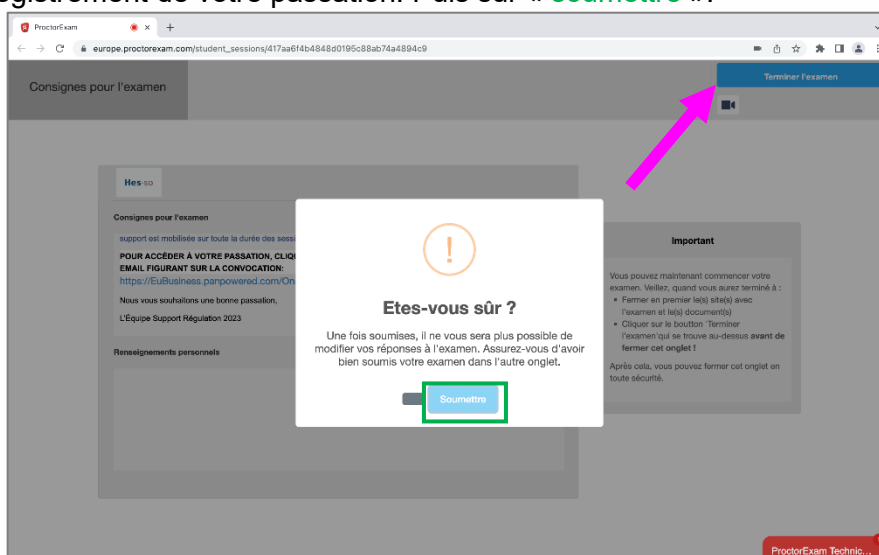 egistrement de votre passation. Puis sur « soumettre ».
ProctorExam
europe.proctorexam.com/student_sessions/417aa6f4b4848d0195c88ab74a4894c9
Consignes pour l'examen
Terminer l'examen
Hes·so
Consignes pour l'examen
support est mobilisée sur toute la durée des sessi
POUR ACCÉDER À VOTRE PASSATION, CLIQU
EMAIL FIGURANT SUR LA CONVOCATION:
https://EuBusiness.panpowered.com/On
Nous vous souhaitons une bonne passation,
L'Équipe Support Régulation 2023
Renseignements personnels
!
Etes-vous sûr ?
Une fois soumises, il ne vous sera plus possible de
modifier vos réponses à l'examen. Assurez-vous d'avoir
bien soumis votre examen dans l'autre onglet.
Soumettre
Important
Vous pouvez maintenant commencer votre
examen. Veillez, quand vous aurez terminé à :
Fermer en premier le(s) site(s) avec
l'examen et le(s) document(s)
Cliquer sur le boutton 'Terminer
l'examen'qui se trouve au-dessus avant de
fermer cet onglet !
Après cela, vous pouvez fermer cet onglet en
toute sécurité.
ProctorExam Technic...